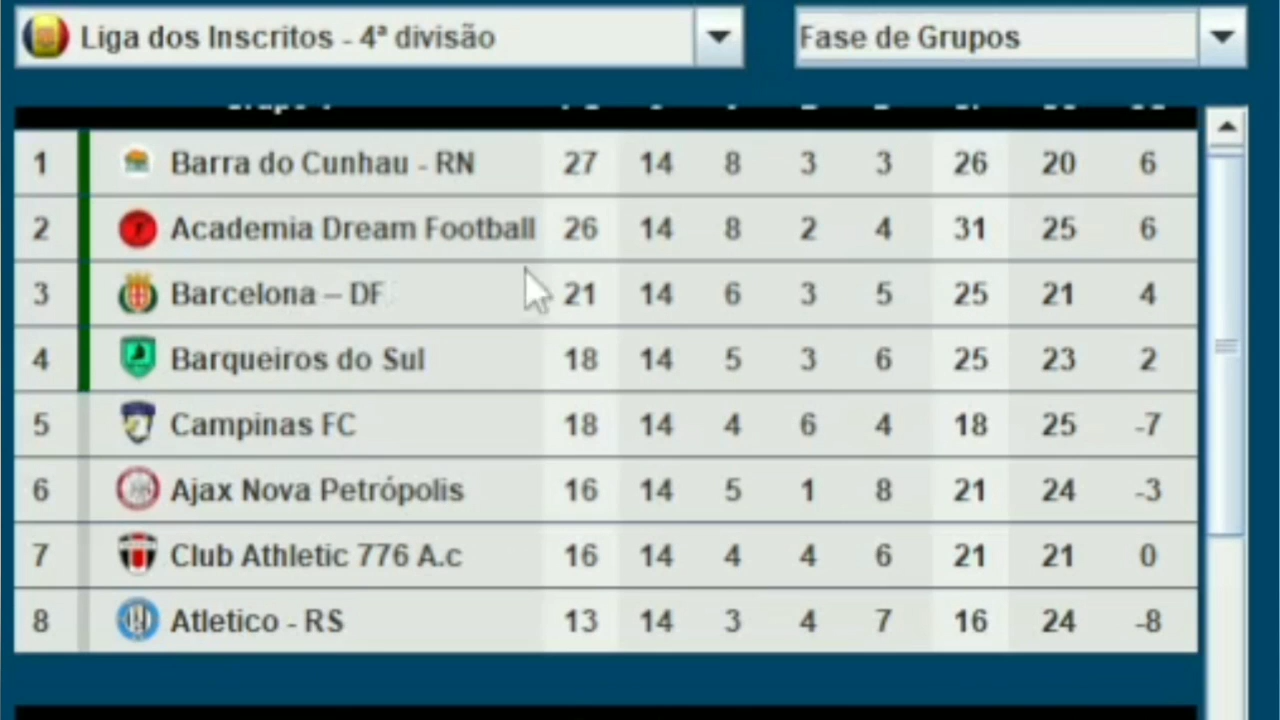 Liga dos Inscritos - 4ª divisão Fase de Grupos
1 Barra do Cunhau - RN 27 14 8 3 3 26 20 6
2 Academia Dream Football 26 14 8 2 4 31 25 6
3 Barcelona – DF 21 14 6 3 5 25 21 4
4 Barqueiros do Sul 18 14 5 3 6 25 23 2
5 Campinas FC 18 14 4 6 4 18 25 -7
6 Ajax Nova Petrópolis 16 14 5 1 8 21 24 -3
7 Club Athletic 776 A.c 16 14 4 4 6 21 21 0
8 Atletico - RS 13 14 3 4 7 16 24 -8